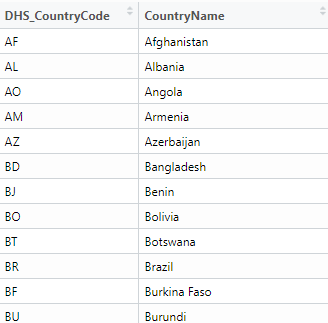 DHS_CountryCode CountryName
AF Afghanistan
AL Albania
AO Angola
AM Armenia
AZ Azerbaijan
BD Bangladesh
BJ Benin
BO Bolivia
BT Botswana
BR Brazil
BF Burkina Faso
BU Burundi